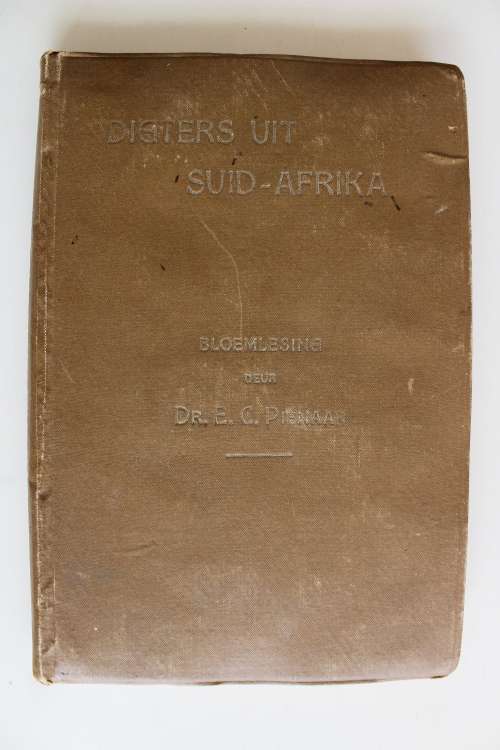 DIGTERS UIT
SUID-AFRIKA
BLOEMLESING
DEUR
DR. E. C. PIENAAR